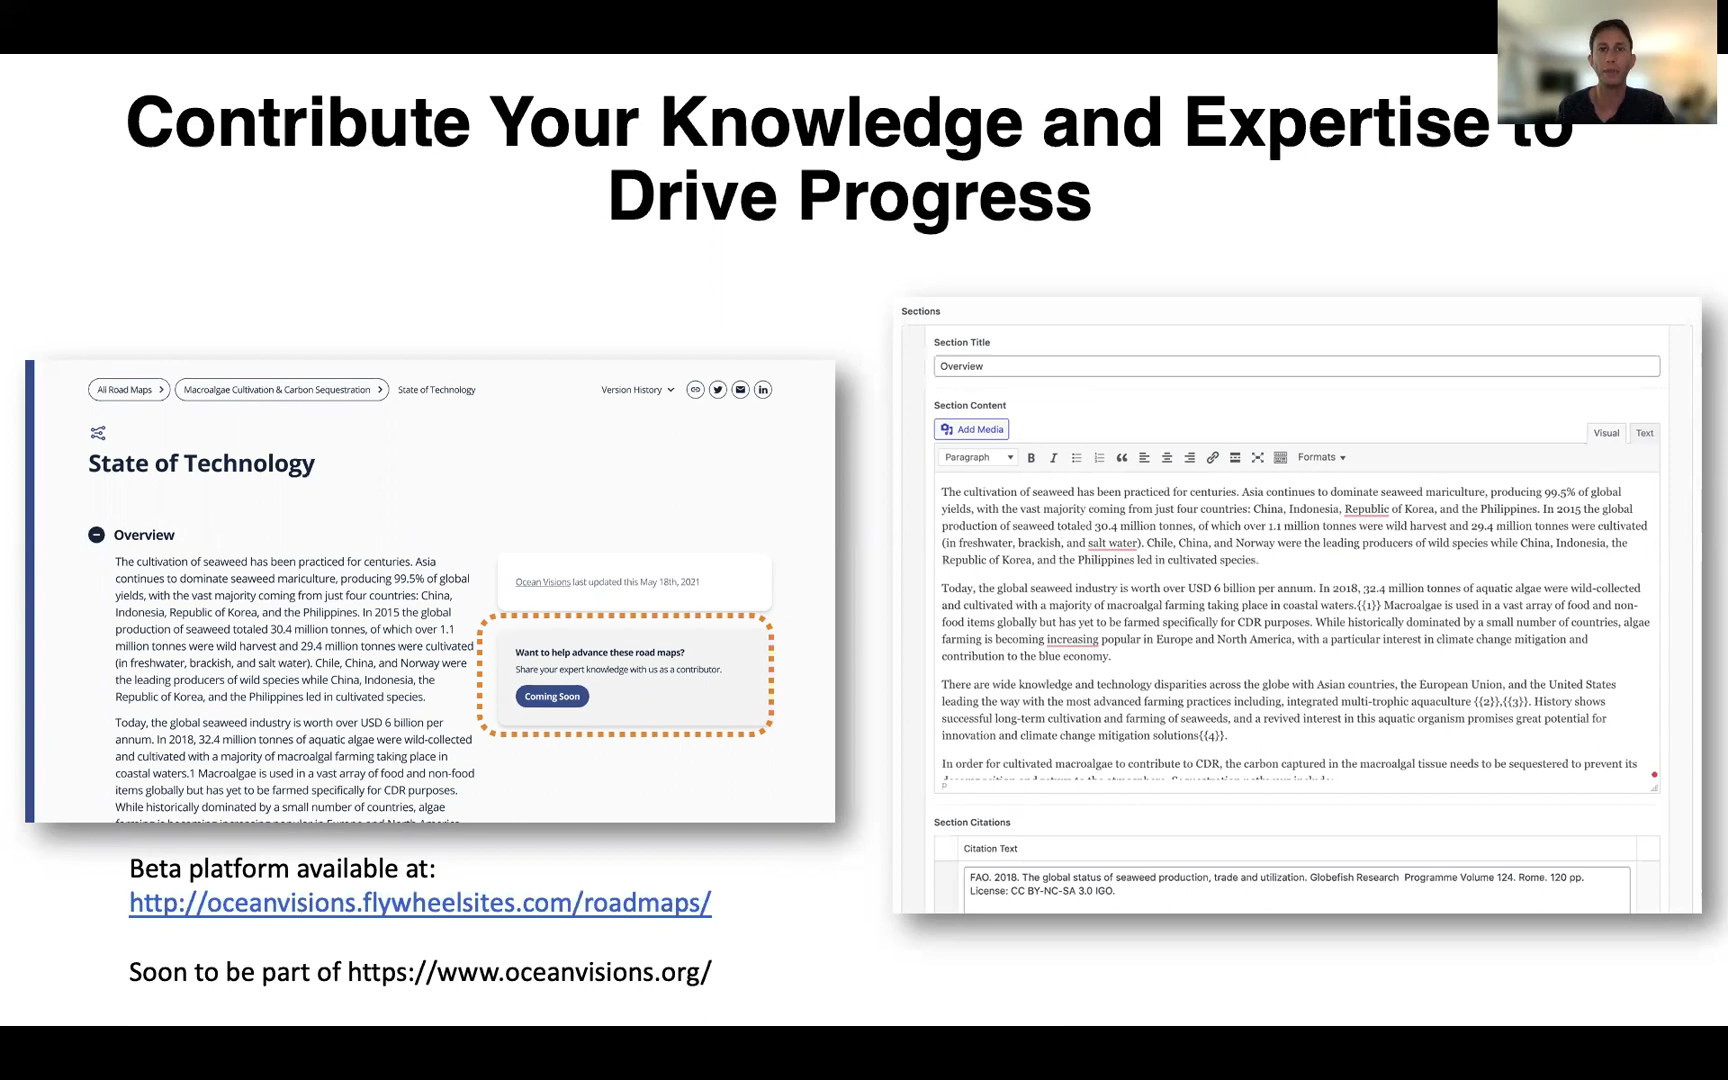 Contribute Your Knowledge and Expertise to
Drive Progress
All Road Maps
Macroalgae Cultivation & Carbon Sequestration
State of Technology
Version History
State of Technology
Overview
The cultivation of seaweed has been practiced for centuries. Asia
continues to dominate seaweed mariculture, producing 99.5% of global
yields, with the vast majority coming from just four countries: China,
Indonesia, Republic of Korea, and the Philippines. In 2015 the global
production of seaweed totaled 30.4 million tonnes, of which over 1.1
million tonnes were wild harvest and 29.4 million tonnes were cultivated
(in freshwater, brackish, and salt water). Chile, China, and Norway were
the leading producers of wild species while China, Indonesia, the
Republic of Korea, and the Philippines led in cultivated species.
Today, the global seaweed industry is worth over USD 6 billion per
annum. In 2018, 32.4 million tonnes of aquatic algae were wild-collected
and cultivated with a majority of macroalgal farming taking place in
coastal waters.1 Macroalgae is used in a vast array of food and non-food
items globally but has yet to be farmed specifically for CDR purposes.
While historically dominated by a small number of countries, algae
farming is becoming increasing popular in Europe and North America,
Ocean Visions last updated this May 18th, 2021
Want to help advance these road maps?
Share your expert knowledge with us as a contributor.
Coming Soon
Beta platform available at:
http://oceanvisions.flywheelsites.com/roadmaps/
Soon to be part of https://www.oceanvisions.org/
Sections
Section Title
Overview
Section Content
Add Media
Visual
Text
Paragraph
B
I
Formats
The cultivation of seaweed has been practiced for centuries. Asia continues to dominate seaweed mariculture, producing 99.5% of global
yields, with the vast majority coming from just four countries: China, Indonesia, Republic of Korea, and the Philippines. In 2015 the global
production of seaweed totaled 30.4 million tonnes, of which over 1.1 million tonnes were wild harvest and 29.4 million tonnes were cultivated
(in freshwater, brackish, and salt water). Chile, China, and Norway were the leading producers of wild species while China, Indonesia, the
Republic of Korea, and the Philippines led in cultivated species.
Today, the global seaweed industry is worth over USD 6 billion per annum. In 2018, 32.4 million tonnes of aquatic algae were wild-collected
and cultivated with a majority of macroalgal farming taking place in coastal waters.{{1}} Macroalgae is used in a vast array of food and non-
food items globally but has yet to be farmed specifically for CDR purposes. While historically dominated by a small number of countries, algae
farming is becoming increasing popular in Europe and North America, with a particular interest in climate change mitigation and
contribution to the blue economy.
There are wide knowledge and technology disparities across the globe with Asian countries, the European Union, and the United States
leading the way with the most advanced farming practices including, integrated multi-trophic aquaculture {{2}},{{3}}. History shows
successful long-term cultivation and farming of seaweeds, and a revived interest in this aquatic organism promises great potential for
innovation and climate change mitigation solutions{{4}}.
In order for cultivated macroalgae to contribute to CDR, the carbon captured in the macroalgal tissue needs to be sequestered to prevent its
decomposition and return to the atmosphere. Sequestration pathways include:
p
Section Citations
Citation Text
FAO. 2018. The global status of seaweed production, trade and utilization. Globefish Research Programme Volume 124. Rome. 120 pp.
License: CC BY-NC-SA 3.0 IGO.